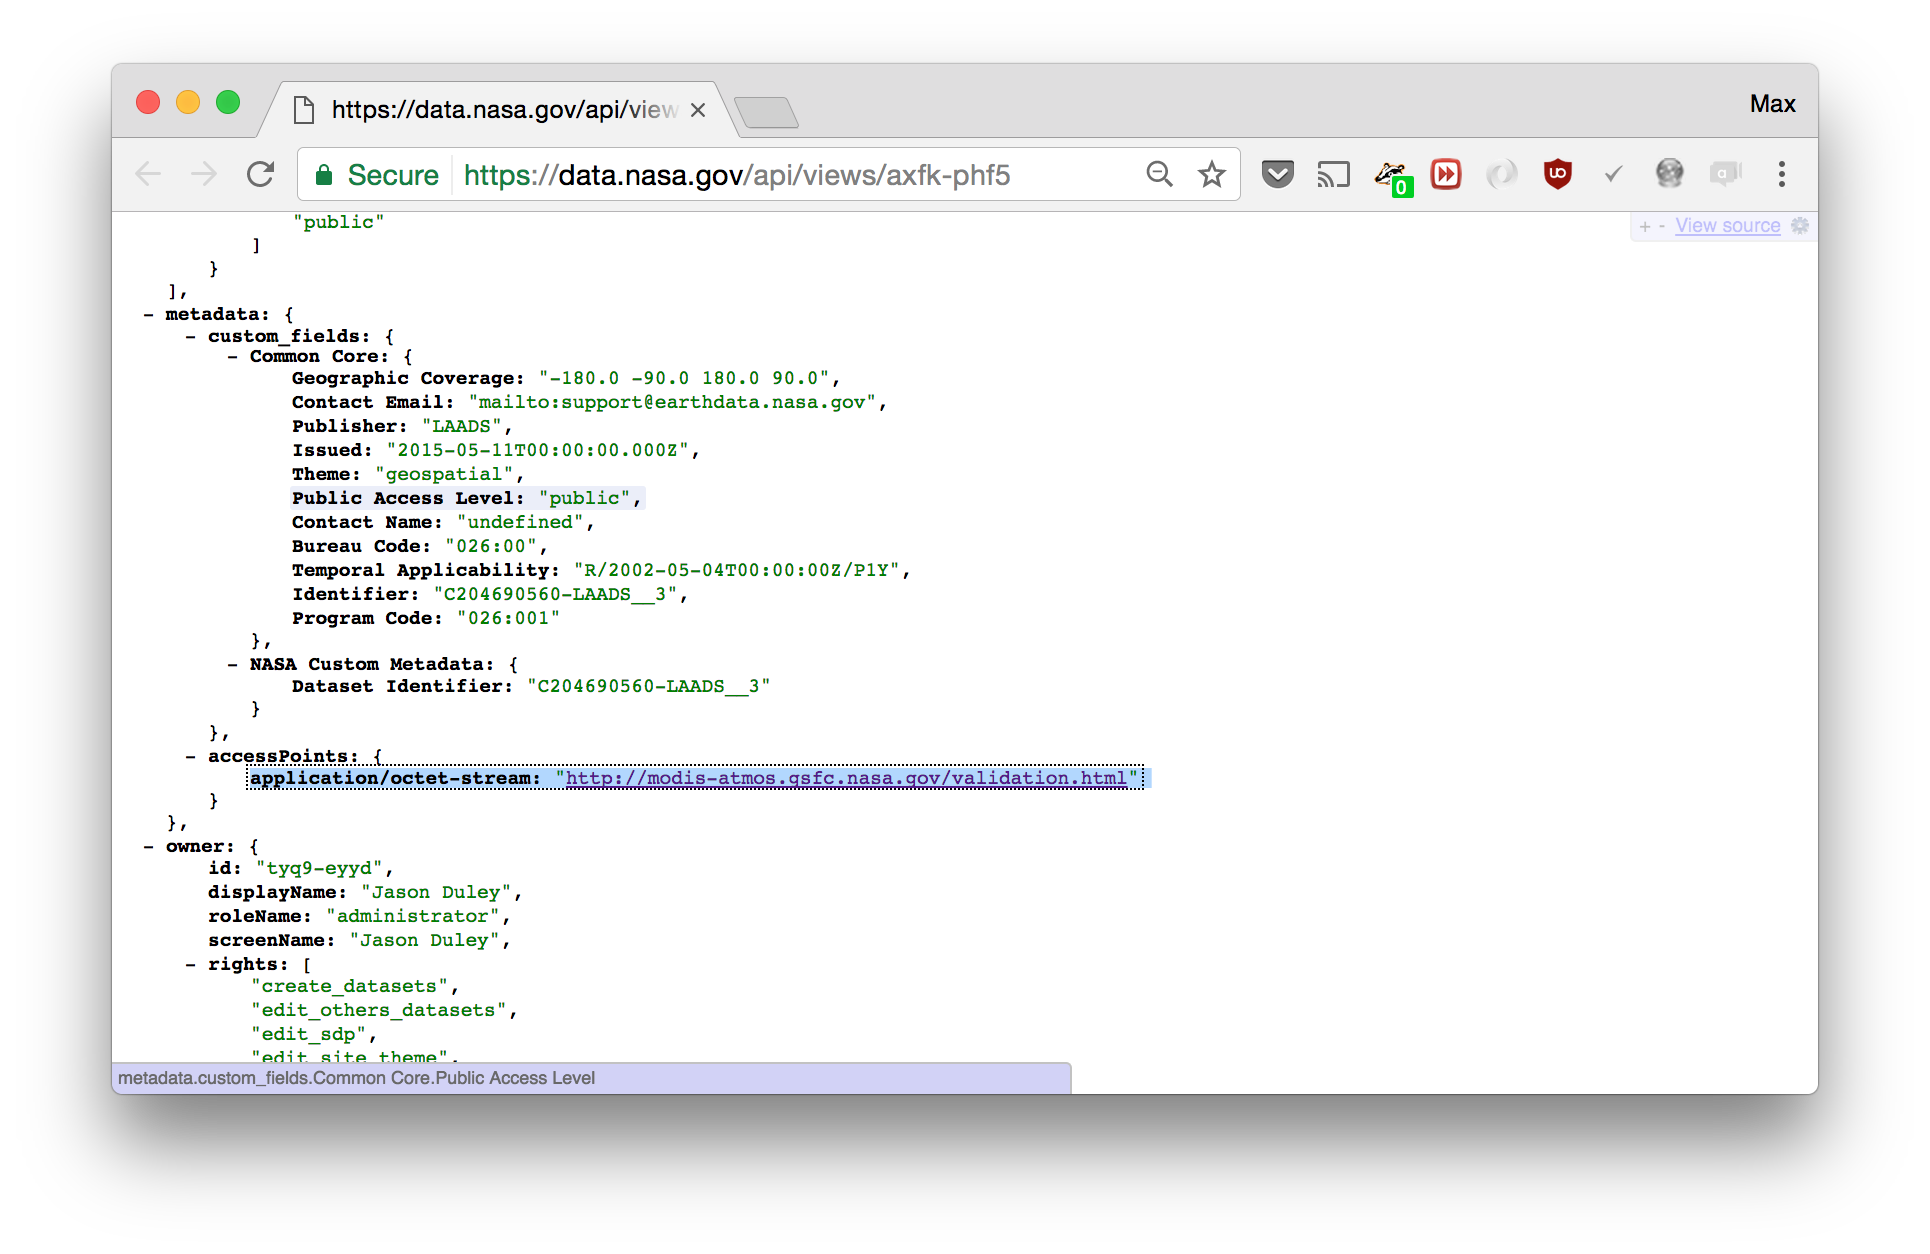 https://data.nasa.gov/api/view
Max
Secure https://data.nasa.gov/api/views/axfk-phf5
0
"public"
+ - View source
]
}
],
- metadata: {
- custom_fields: {
- Common Core: {
Geographic Coverage: "-180.0 -90.0 180.0 90.0",
Contact Email: "mailto:support@earthdata.nasa.gov",
Publisher: "LAADS",
Issued: "2015-05-11T00:00:00.000Z",
Theme: "geospatial",
Public Access Level: "public",
Contact Name: "undefined",
Bureau Code: "026:00",
Temporal Applicability: "R/2002-05-04T00:00:00Z/P1Y",
Identifier: "C204690560-LAADS__3",
Program Code: "026:001"
},
- NASA Custom Metadata: {
Dataset Identifier: "C204690560-LAADS__3"
}
},
- accessPoints: {
application/octet-stream: "http://modis-atmos.gsfc.nasa.gov/validation.html"
}
},
- owner: {
id: "tyq9-eyyd",
displayName: "Jason Duley",
roleName: "administrator",
screenName: "Jason Duley",
- rights: [
"create_datasets",
"edit_others_datasets",
"edit_sdp",
"edit_site_theme",
metadata.custom_fields.Common Core.Public Access Level